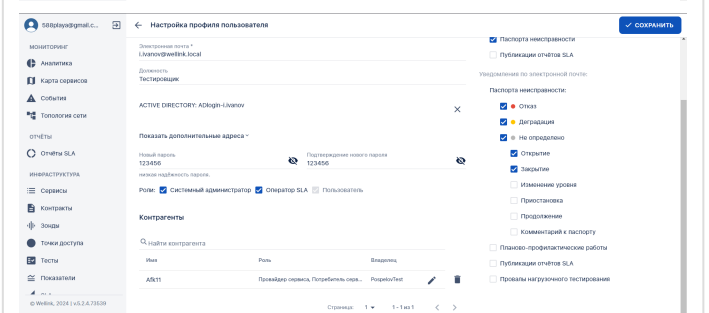 588playa@gmail.c...
Настройка профиля пользователя
СОХРАНИТЬ
МОНИТОРИНГ
Аналитика
Карта сервисов
События
Топология сети
ОТЧЁТЫ
Отчёты SLA
ИНФРАСТРУКТУРА
Сервисы
Контракты
Зонды
Точки доступа
Тесты
Показатели
© Wellink, 2024 | v.5.2.4.73539
Электронная почта *
i.ivanov@wellink.local
Должность
Тестировщик
ACTIVE DIRECTORY: ADlogin-i.ivanov
Показать дополнительные адреса
Новый пароль
123456
Подтверждение нового пароля
123456
низкая надёжность пароля.
Роли: Системный администратор Оператор SLA Пользователь
Контрагенты
Найти контрагента
Имя Роль Владелец
Afk11 Провайдер сервиса, Потребитель серв... PospelovTest
Страница: 1 1 - 1 из 1
Паспорта неисправности
Публикации отчётов SLA
Уведомления по электронной почте:
Паспорта неисправности:
Отказ
Деградация
Не определено
Открытие
Закрытие
Изменение уровня
Приостановка
Продолжение
Комментарий к паспорту
Планово-профилактические работы
Публикации отчётов SLA
Провалы нагрузочного тестирования